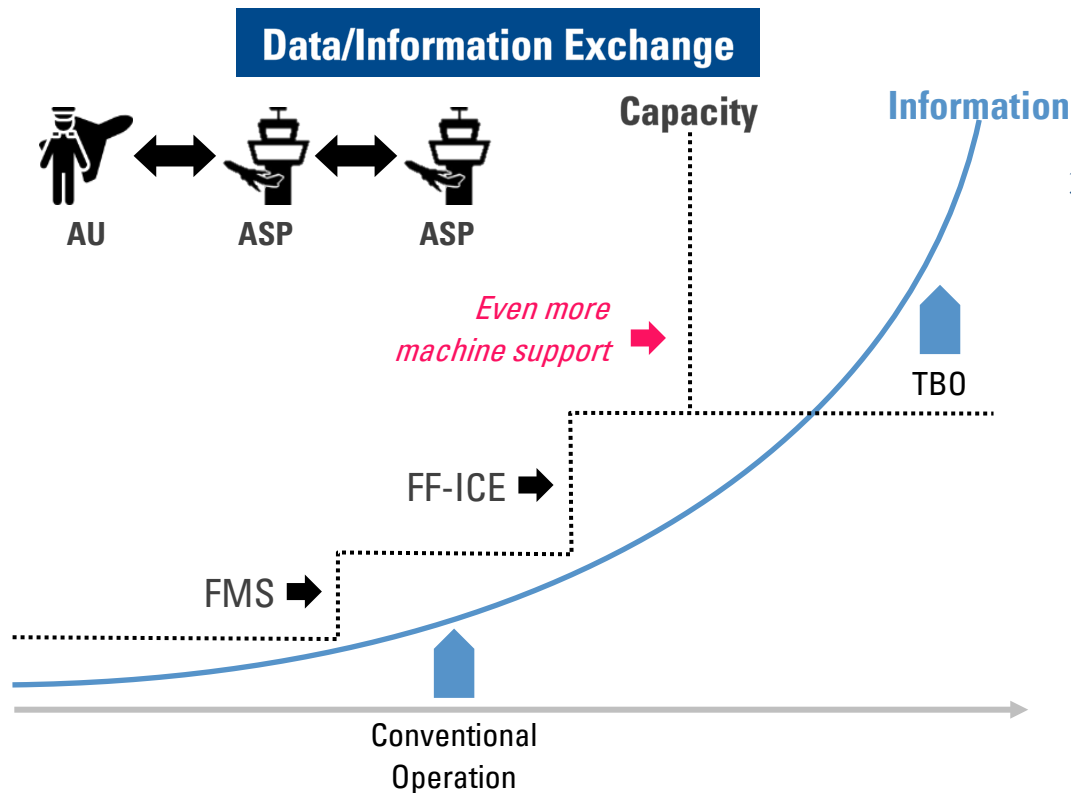 Data/Information Exchange
Capacity
Information
AU
ASP
ASP
Even more
machine support
TBO
FF-ICE
FMS
Conventional
Operation